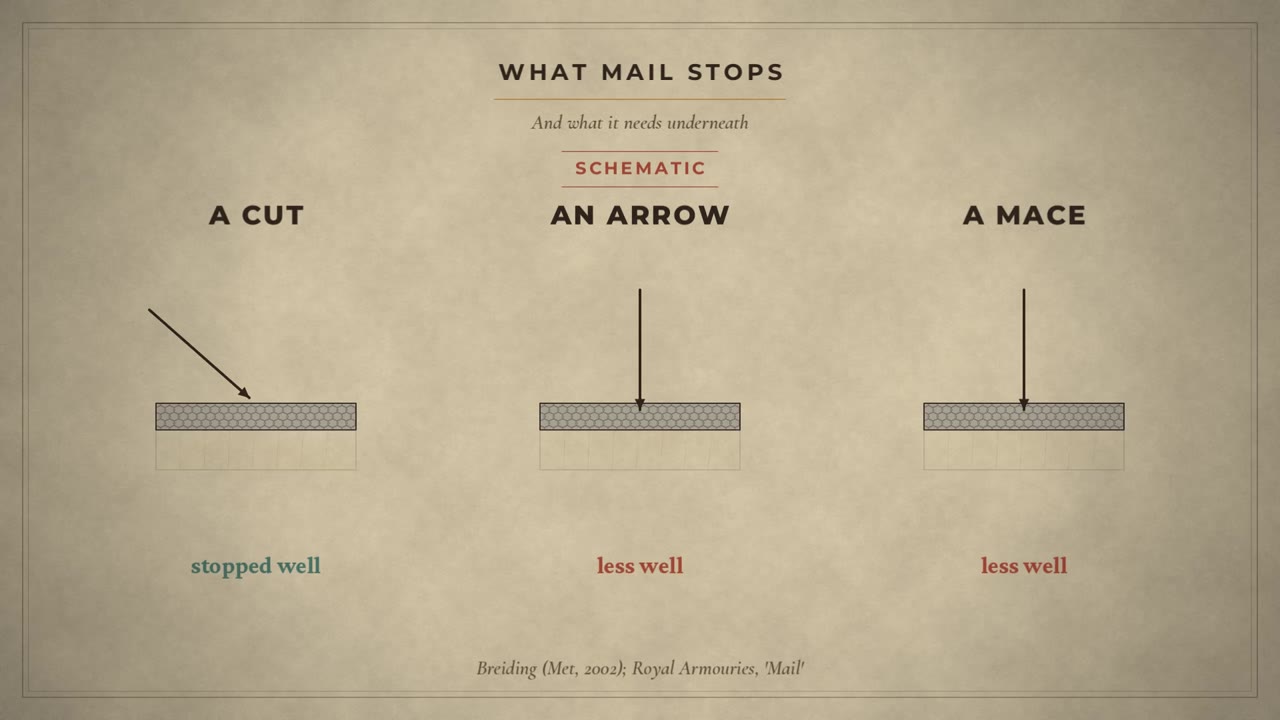 WHAT MAIL STOPS
And what it needs underneath
SCHEMATIC
A CUT
AN ARROW
A MACE
stopped well
less well
less well
Breiding (Met, 2002); Royal Armouries, 'Mail'